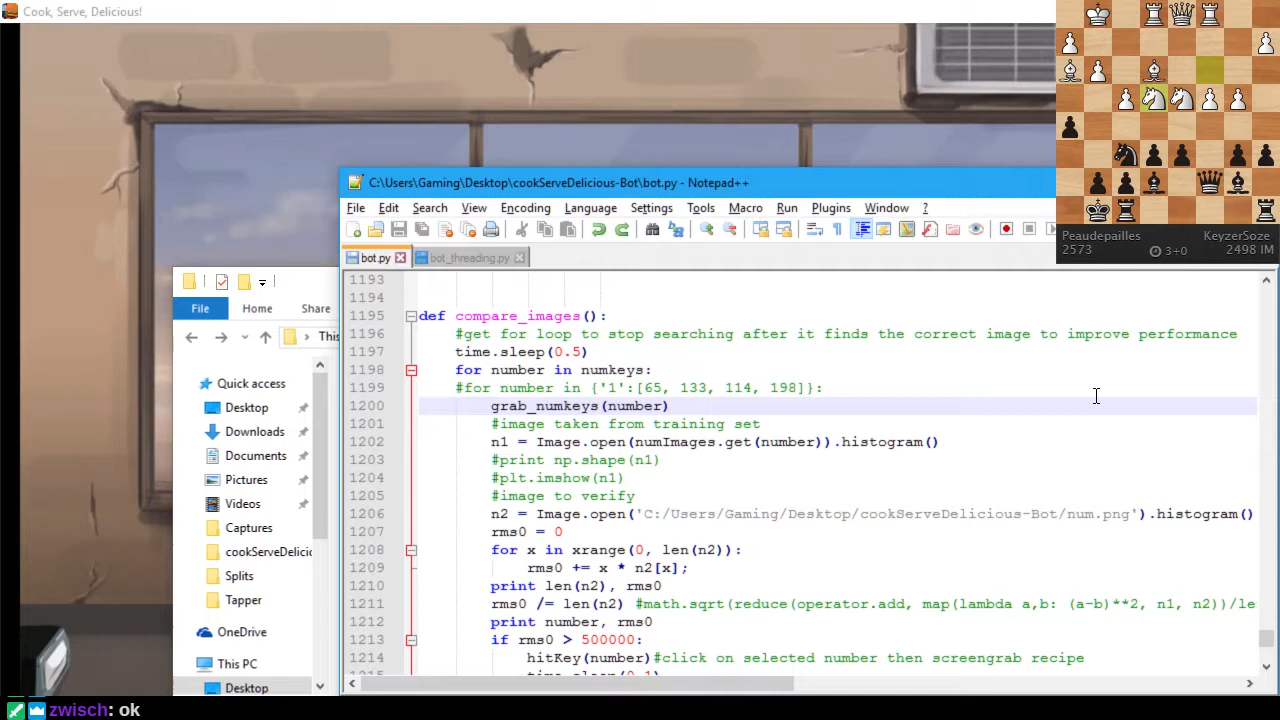 Cook, Serve, Delicious!
C:\Users\Gaming\Desktop\cookServeDelicious-Bot\bot.py - Notepad++
File Edit Search View Encoding Language Settings Tools Macro Run Plugins Window ?
bot.py bot_threading.py
Peaudepailles KeyzerSoze
2573 3+0 2498 IM
File Home Share
This
Quick access
Desktop
Downloads
Documents
Pictures
Videos
Captures
cookServeDelicio
Splits
Tapper
OneDrive
This PC
Desktop
1193
1194
1195 def compare_images():
1196 #get for loop to stop searching after it finds the correct image to improve performance
1197 time.sleep(0.5)
1198 for number in numkeys:
1199 #for number in {'1':[65, 133, 114, 198]}:
1200 grab_numkeys(number)
1201 #image taken from training set
1202 n1 = Image.open(numImages.get(number)).histogram()
1203 #print np.shape(n1)
1204 #plt.imshow(n1)
1205 #image to verify
1206 n2 = Image.open('C:/Users/Gaming/Desktop/cookServeDelicious-Bot/num.png').histogram()
1207 rms0 = 0
1208 for x in xrange(0, len(n2)):
1209 rms0 += x * n2[x];
1210 print len(n2), rms0
1211 rms0 /= len(n2) #math.sqrt(reduce(operator.add, map(lambda a,b: (a-b)**2, n1, n2))/le
1212 print number, rms0
1213 if rms0 > 500000:
1214 hitKey(number)#click on selected number then screengrab recipe
zwisch: ok